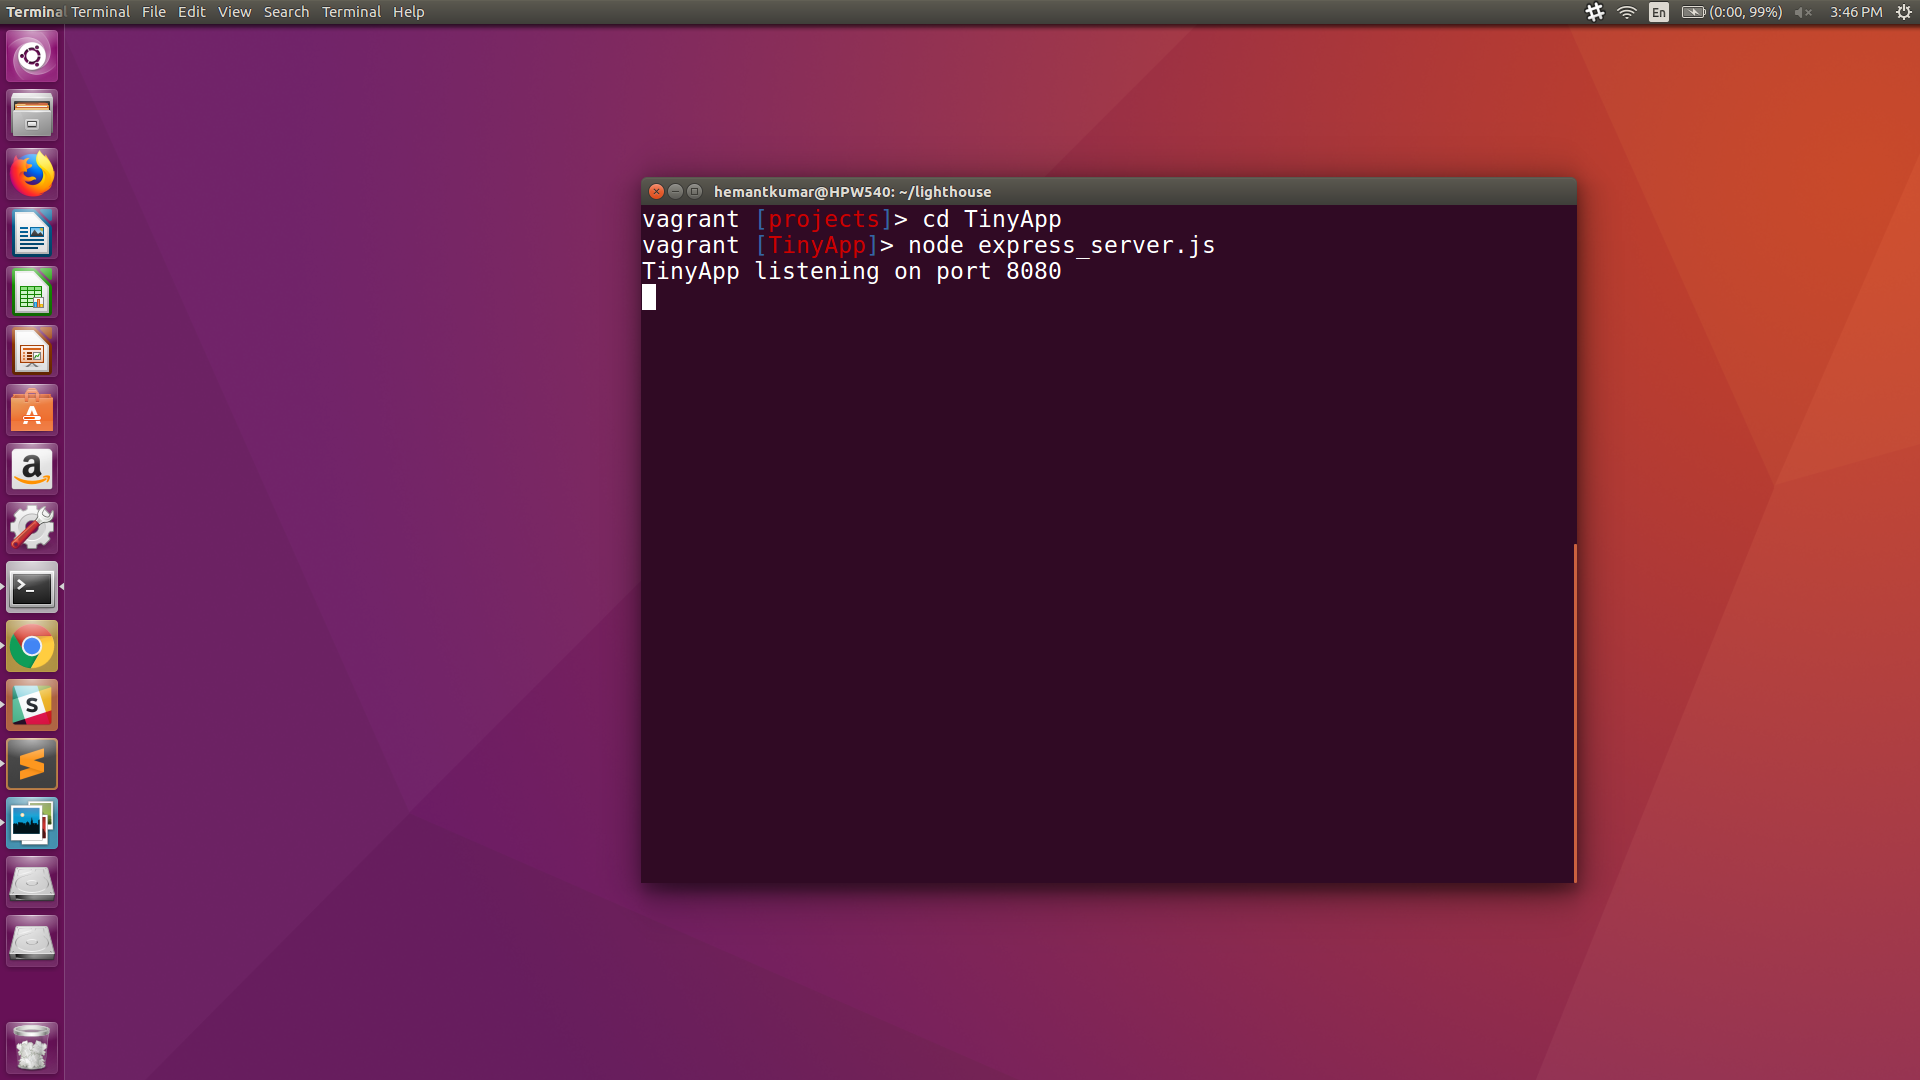 Terminal Terminal File Edit View Search Terminal Help
En (0:00, 99%) 3:46 PM
hemantkumar@HPW540: ~/lighthouse
vagrant [projects]> cd TinyApp
vagrant [TinyApp]> node express_server.js
TinyApp listening on port 8080
A
a
>_
S